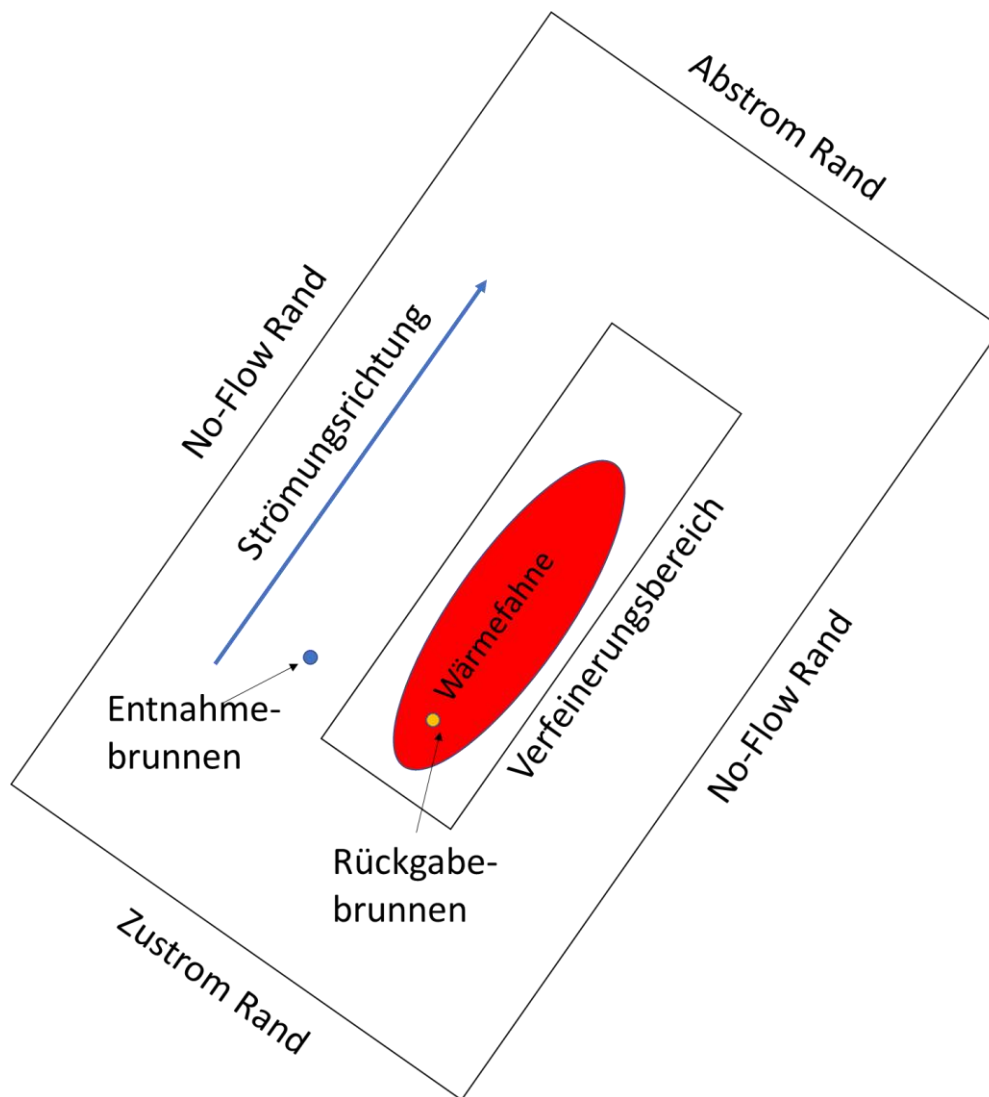 Abstrom Rand
No-Flow Rand
Strömungsrichtung
Wärmefahne
Verfeinerungsbereich
No-Flow Rand
Entnahme-
brunnen
Rückgabe-
brunnen
Zustrom Rand